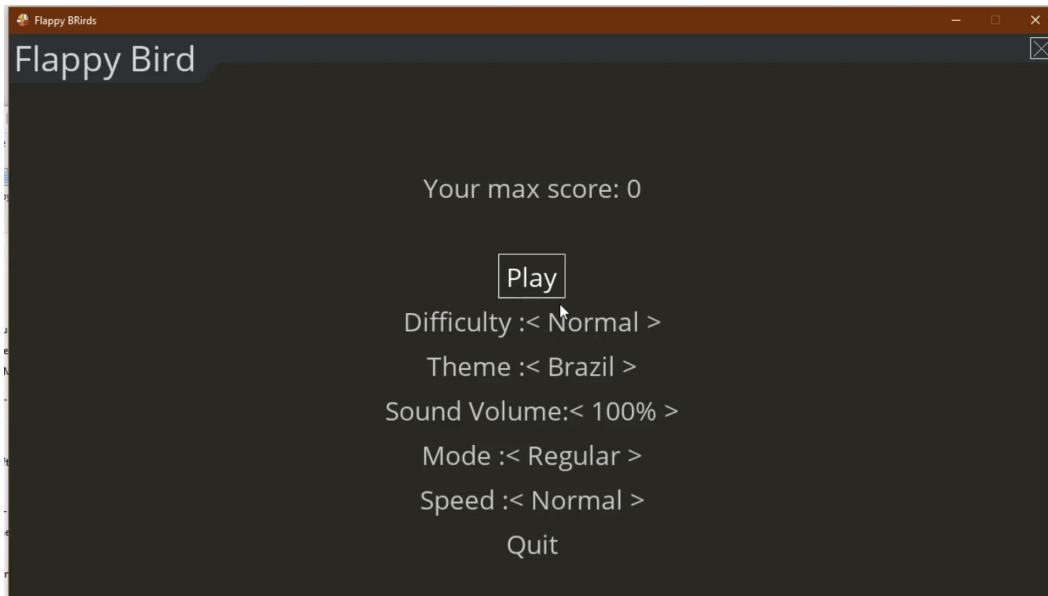 Flappy BRirds
Flappy Bird
Your max score: 0
Play
Difficulty :< Normal >
Theme :< Brazil >
Sound Volume:< 100% >
Mode :< Regular >
Speed :< Normal >
Quit